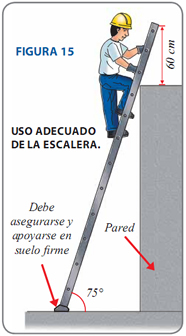 FIGURA 15
60 cm
USO ADECUADO
DE LA ESCALERA.
Debe
asegurarse y
apoyarse en
suelo firme
Pared
75°